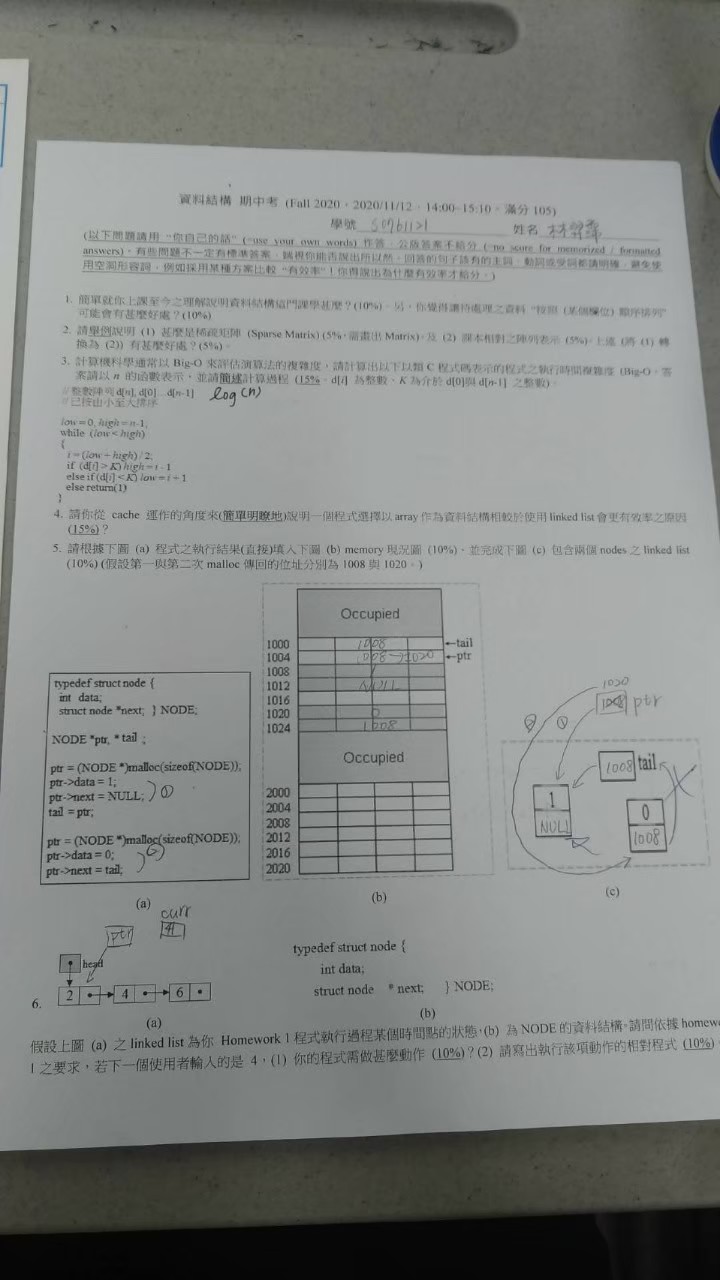 資料結構 期中考 (Fall 2020，2020/11/12，14:00~15:10，滿分 105)
學號 姓名
(以下問題請用 "你自己的話" (=use your own words) 作答，公版答案不給分 (=no score for memorized / formatted
answers)。有些問題不一定有標準答案，端視你能否說出所以然。回答的句子該有的主詞、動詞或受詞都請明確，避免使
用空洞形容詞，例如採用某種方案比較 "有效率"！你得說出為什麼有效率才給分。)
1. 簡單就你上課至今之理解說明資料結構這門課學甚麼？(10%)。另，你覺得讓待處理之資料 "按照 (某個欄位) 順序排列"
可能會有甚麼好處？(10%)
2. 請舉例說明 (1) 甚麼是稀疏矩陣 (Sparse Matrix) (5%，需畫出 Matrix)，及 (2) 課本相對之陣列表示 (5%)，上述 (將 (1) 轉
換為 (2)) 有甚麼好處？(5%)。
3. 計算機科學通常以 Big-O 來評估演算法的複雜度，請計算出以下以類 C 程式碼表示的程式之執行時間複雜度 (Big-O，答
案請以 n 的函數表示，並請簡述計算過程 (15%，d[i] 為整數，K 為介於 d[0]與 d[n-1] 之整數)。
// 整數陣列 d[n], d[0]…d[n-1] log(n)
// 已按由小至大排序
low = 0, high = n-1;
while (low < high)
{
i = (low + high) / 2;
if (d[i] > K) high = i - 1
else if (d[i] < K) low = i + 1
else return(1)
}
4. 請你從 cache 運作的角度來(簡單明瞭地)說明一個程式選擇以 array 作為資料結構相較於使用 linked list 會更有效率之原因
(15%)？
5. 請根據下圖 (a) 程式之執行結果(直接)填入下圖 (b) memory 現況圖 (10%)，並完成下圖 (c) 包含兩個 nodes 之 linked list
(10%) (假設第一與第二次 malloc 傳回的位址分別為 1008 與 1020。)
typedef struct node {
int data;
struct node *next; } NODE;
NODE *ptr, * tail ;
ptr = (NODE *)malloc(sizeof(NODE));
ptr->data = 1;
ptr->next = NULL; ①
tail = ptr;
ptr = (NODE *)malloc(sizeof(NODE));
ptr->data = 0; ②
ptr->next = tail;
(a)
Occupied
1000 1008 ←tail
1004 1008→1020 ←ptr
1008 1
1012 NULL
1016
1020 0
1024 1008
Occupied
2000
2004
2008
2012
2016
2020
(b)
1020
1008 ptr
② ①
1008 tail
1 0
NULL 1008
(c)
ptr curr
4
head
2 4 6
6.
(a)
typedef struct node {
int data;
struct node * next; } NODE;
(b)
假設上圖 (a) 之 linked list 為你 Homework 1 程式執行過程某個時間點的狀態，(b) 為 NODE 的資料結構。請問依據 homew
1 之要求，若下一個使用者輸入的是 4，(1) 你的程式需做甚麼動作 (10%)？(2) 請寫出執行該項動作的相對程式 (10%)